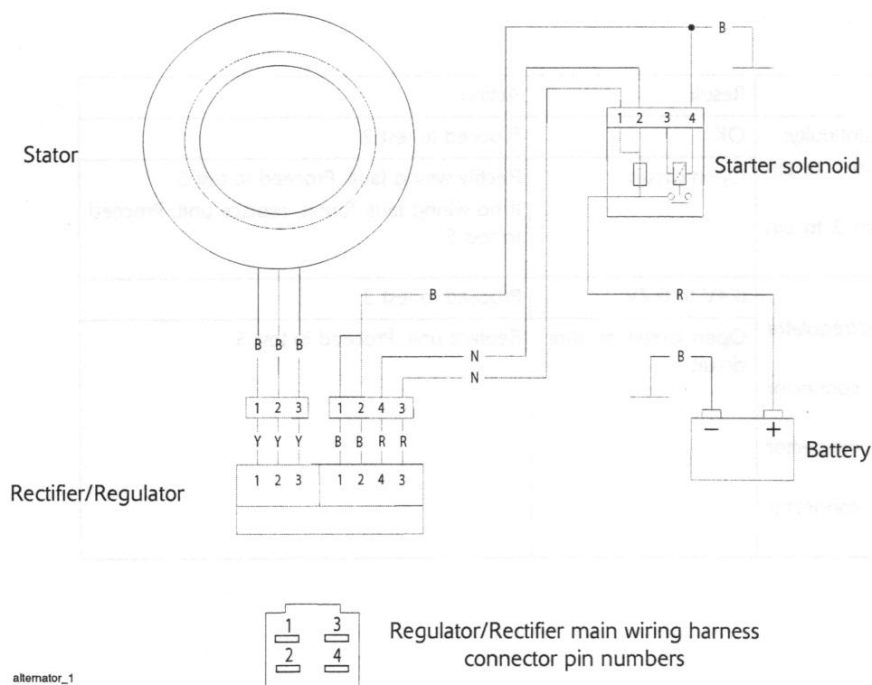 B
1 2 3 4
Stator
Starter solenoid
B
R
B B B
N
B
N
1 2 3
1 2 4 3
− +
Y Y Y
B B R R
Battery
1 2 3
1 2 4 3
Rectifier/Regulator
1 3
2 4
Regulator/Rectifier main wiring harness
connector pin numbers
alternator_1